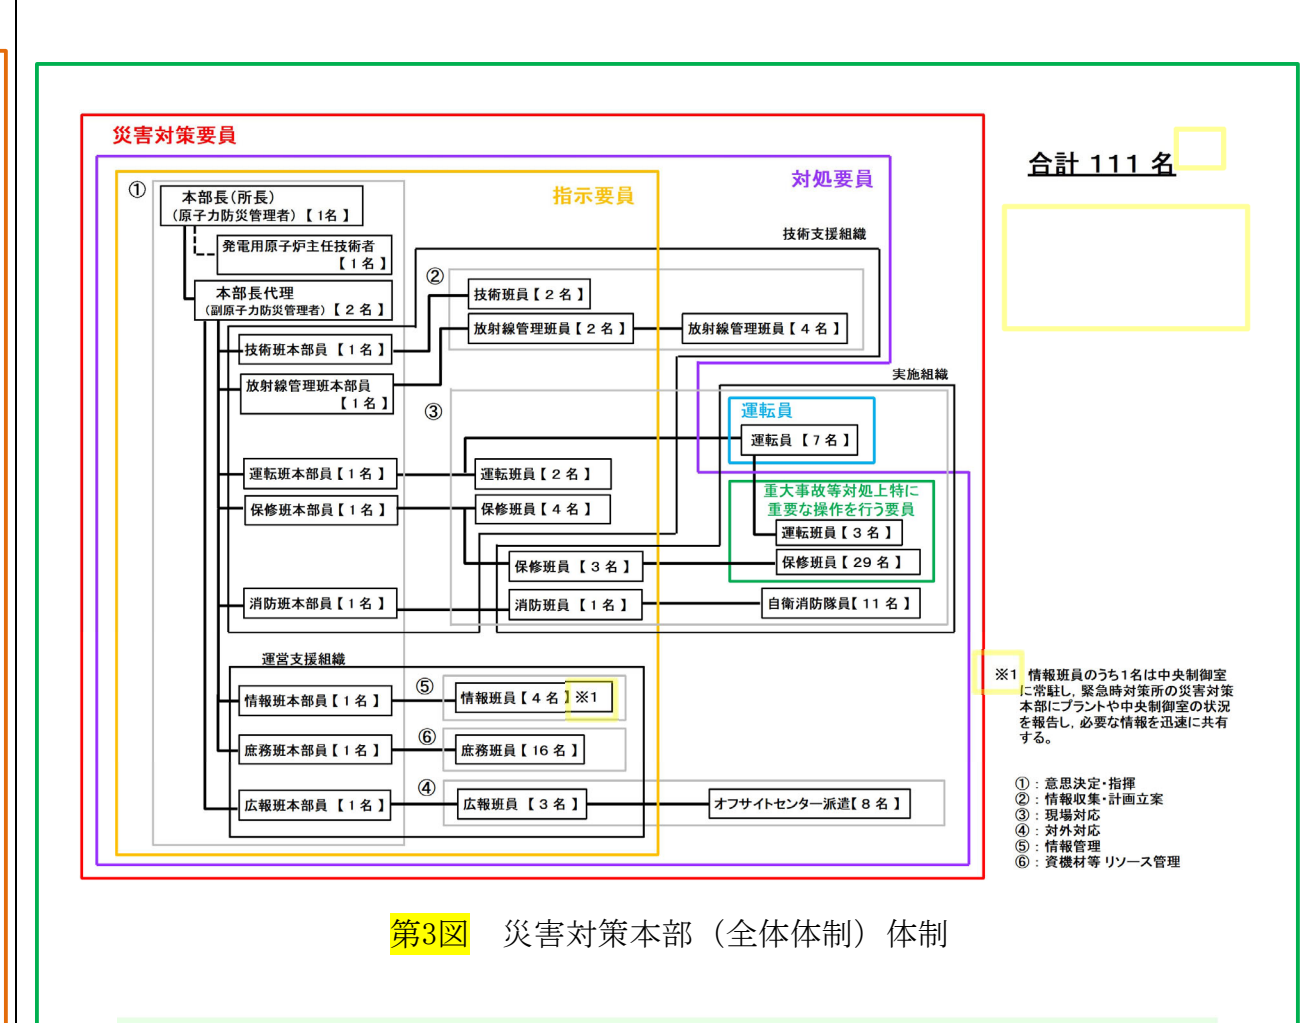 災害対策要員
対処要員
指示要員
合計 111 名
①
本部長(所長)
(原子力防災管理者)【 1名 】
発電用原子炉主任技術者
【 1 名 】
本部長代理
(副原子力防災管理者)【 2 名 】
技術支援組織
②
技術班員【 2 名 】
放射線管理班員【 2 名 】
放射線管理班員【 4 名 】
技術班本部員【 1 名 】
放射線管理班本部員
【 1 名 】
実施組織
③
運転員
運転員 【 7 名 】
運転班本部員【 1 名 】
運転班員【 2 名 】
重大事故等対処上特に
重要な操作を行う要員
保修班本部員【 1 名 】
保修班員【 4 名 】
運転班員【 3 名 】
保修班員 【 3 名 】
保修班員【 29 名 】
消防班本部員【 1 名 】
消防班員 【 1 名 】
自衛消防隊員【 11 名 】
運営支援組織
⑤
情報班本部員【 1 名 】
情報班員【 4 名 】※1
⑥
庶務班本部員【 1 名 】
庶務班員【 16 名 】
④
広報班本部員 【 1 名 】
広報班員 【 3 名 】
オフサイトセンター派遣【 8 名 】
※1 情報班員のうち1名は中央制御室
に常駐し,緊急時対策所の災害対策
本部にプラントや中央制御室の状況
を報告し,必要な情報を迅速に共有
する。
①:意思決定・指揮
②:情報収集・計画立案
③:現場対応
④:対外対応
⑤:情報管理
⑥:資機材等 リソース管理
第3図 災害対策本部(全体体制)体制